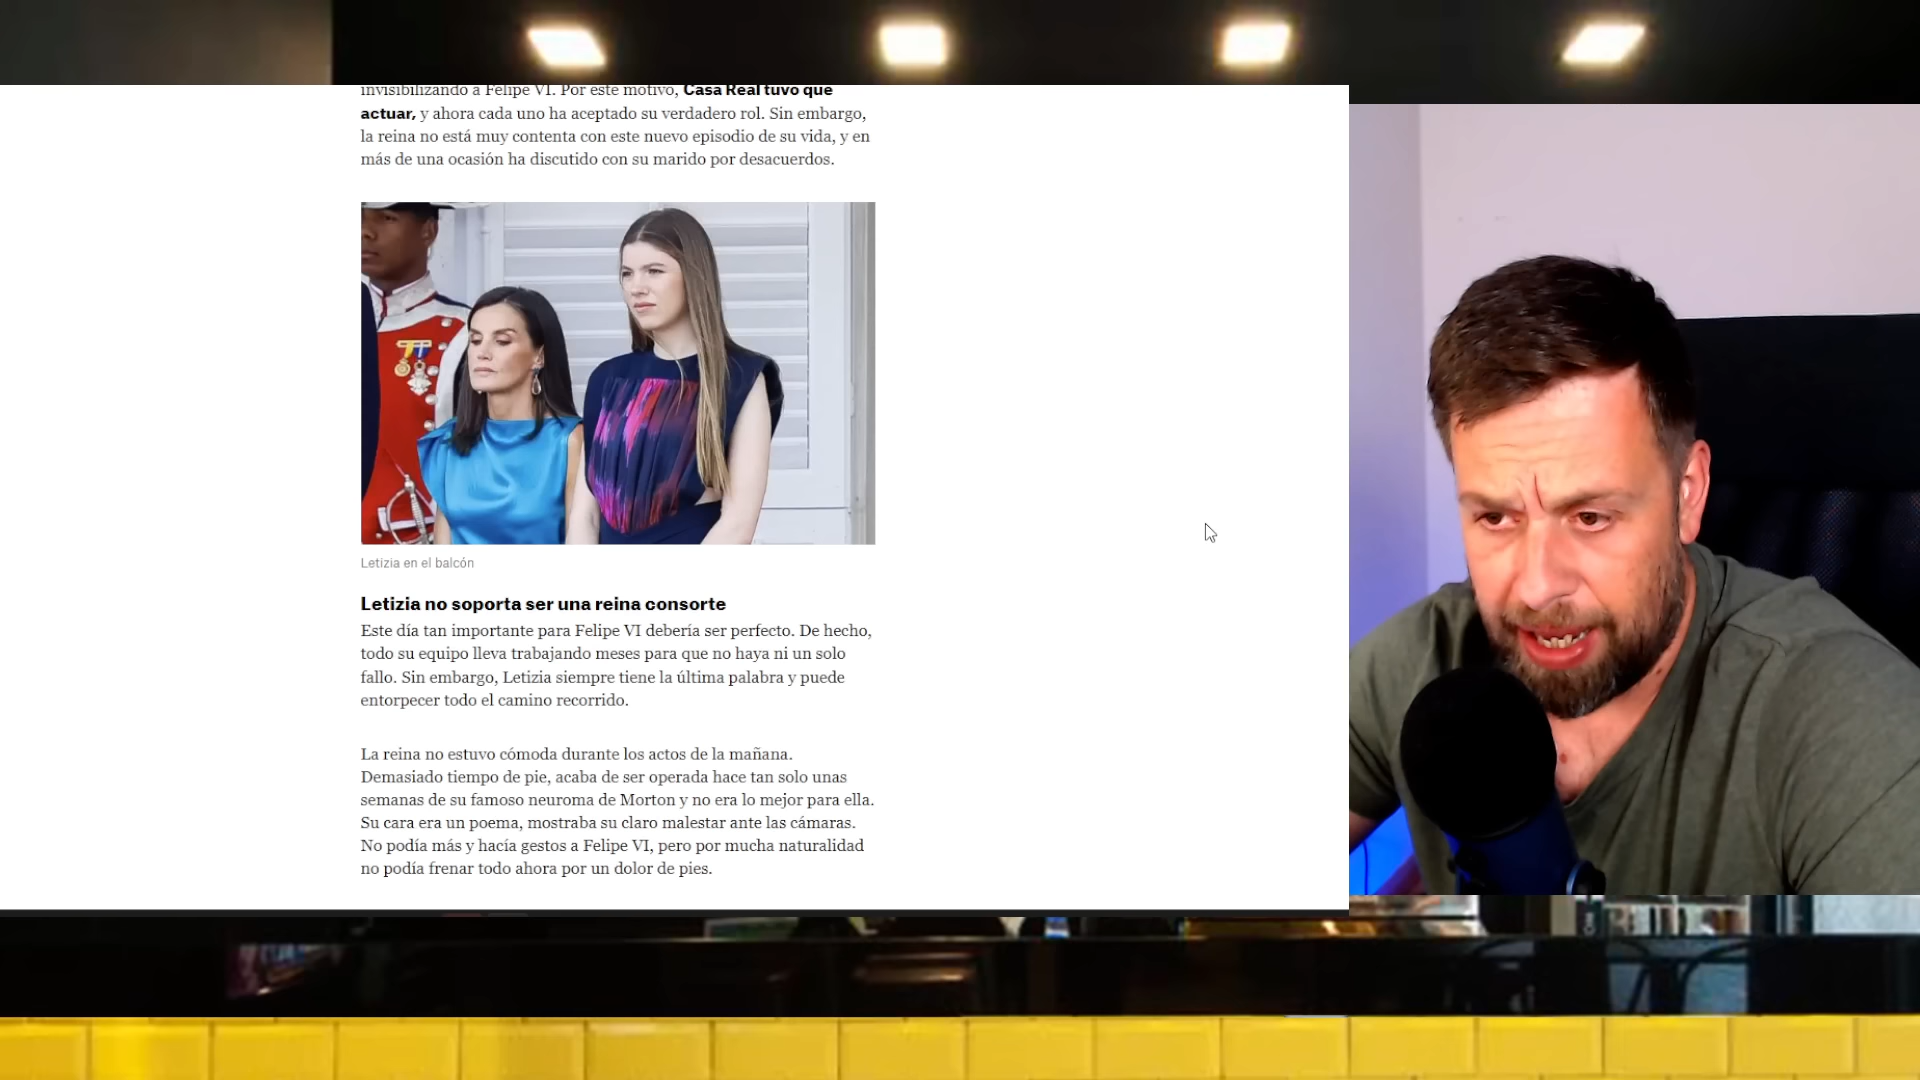 invisibilizando a Felipe VI. Por este motivo, Casa Real tuvo que
actuar, y ahora cada uno ha aceptado su verdadero rol. Sin embargo,
la reina no está muy contenta con este nuevo episodio de su vida, y en
más de una ocasión ha discutido con su marido por desacuerdos.
Letizia en el balcón
Letizia no soporta ser una reina consorte
Este día tan importante para Felipe VI debería ser perfecto. De hecho,
todo su equipo lleva trabajando meses para que no haya ni un solo
fallo. Sin embargo, Letizia siempre tiene la última palabra y puede
entorpecer todo el camino recorrido.
La reina no estuvo cómoda durante los actos de la mañana.
Demasiado tiempo de pie, acaba de ser operada hace tan solo unas
semanas de su famoso neuroma de Morton y no era lo mejor para ella.
Su cara era un poema, mostraba su claro malestar ante las cámaras.
No podía más y hacía gestos a Felipe VI, pero por mucha naturalidad
no podía frenar todo ahora por un dolor de pies.